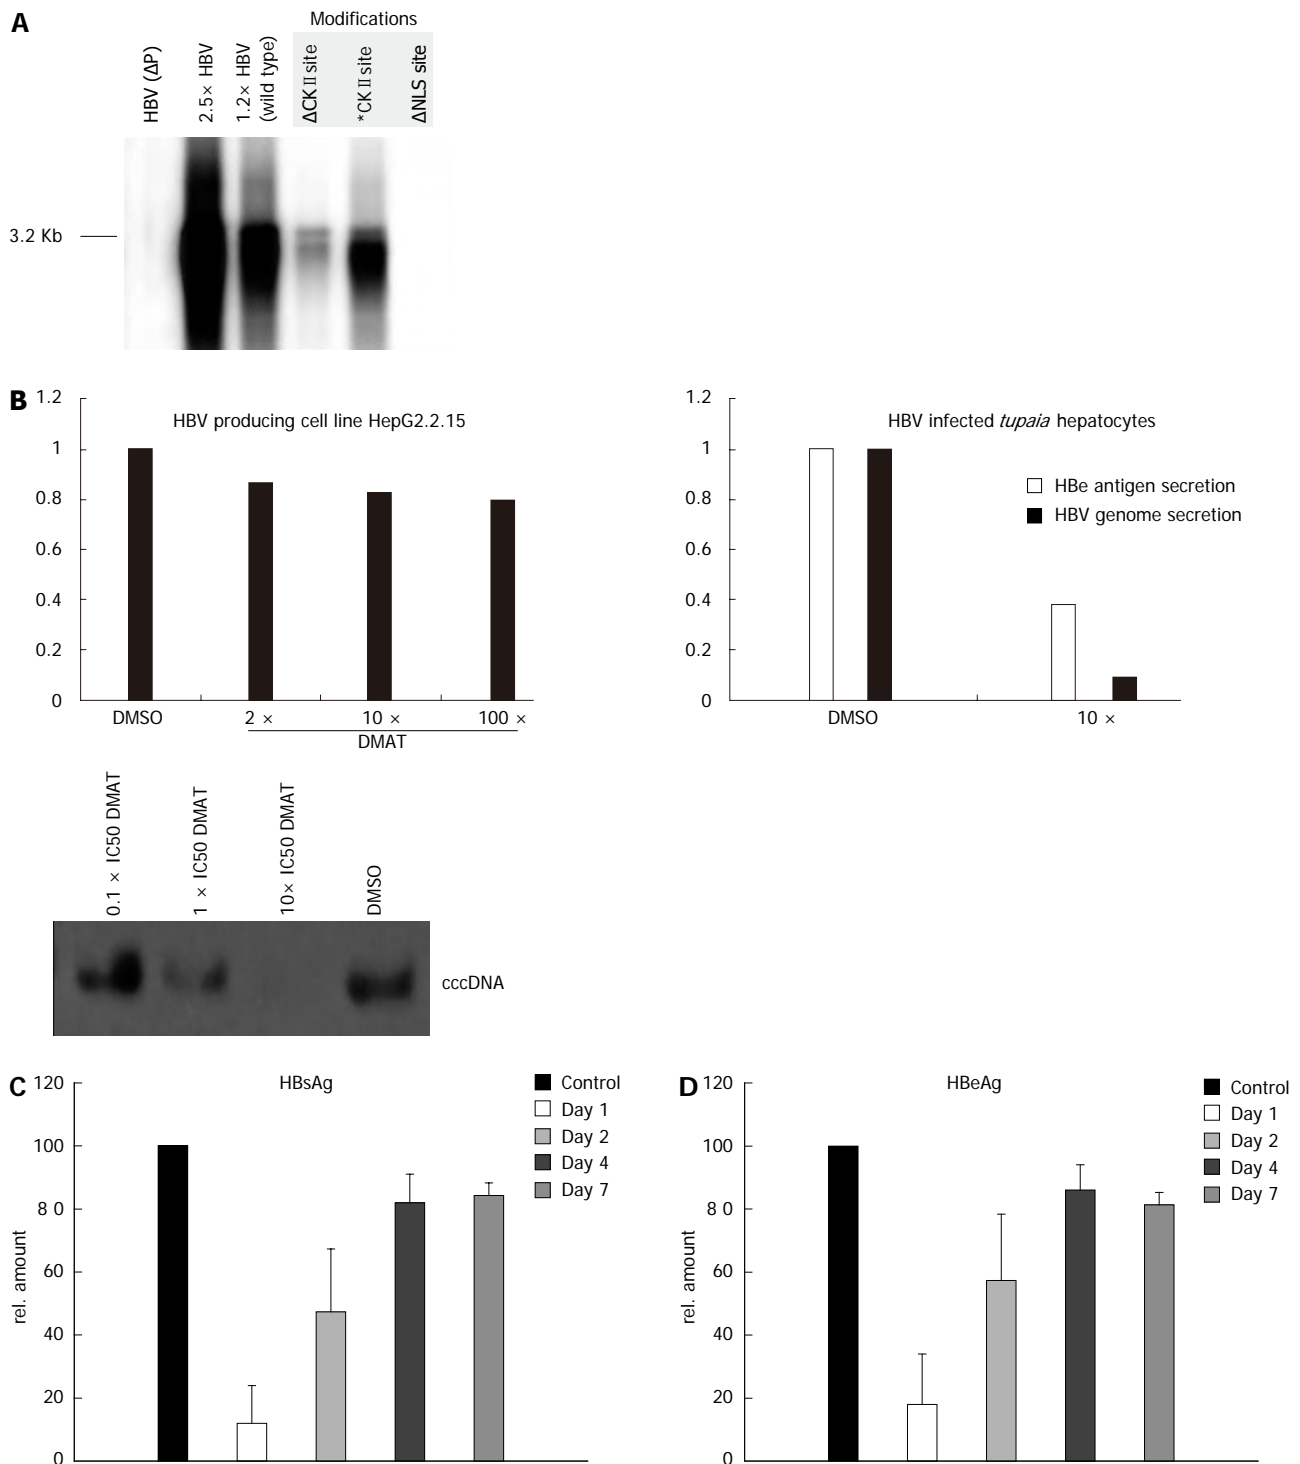 A
Modifications
HBV (ΔP)
2.5× HBV
1.2× HBV
(wild type)
ΔCKⅡ site
*CKⅡ site
ΔNLS site
3.2 Kb
B
1.2
1
0.8
0.6
0.4
0.2
0
HBV producing cell line HepG2.2.15
DMSO
2 ×
10 ×
100 ×
DMAT
1.2
1
0.8
0.6
0.4
0.2
0
HBV infected tupaia hepatocytes
HBe antigen secretion
HBV genome secretion
DMSO
10 ×
0.1 × IC50 DMAT
1 × IC50 DMAT
10× IC50 DMAT
DMSO
cccDNA
C
120
100
8 0
60
40
20
0
rel. amount
HBsAg
Control
Day 1
Day 2
Day 4
Day 7
D
120
100
8 0
60
40
20
0
rel. amount
HBeAg
Control
Day 1
Day 2
Day 4
Day 7